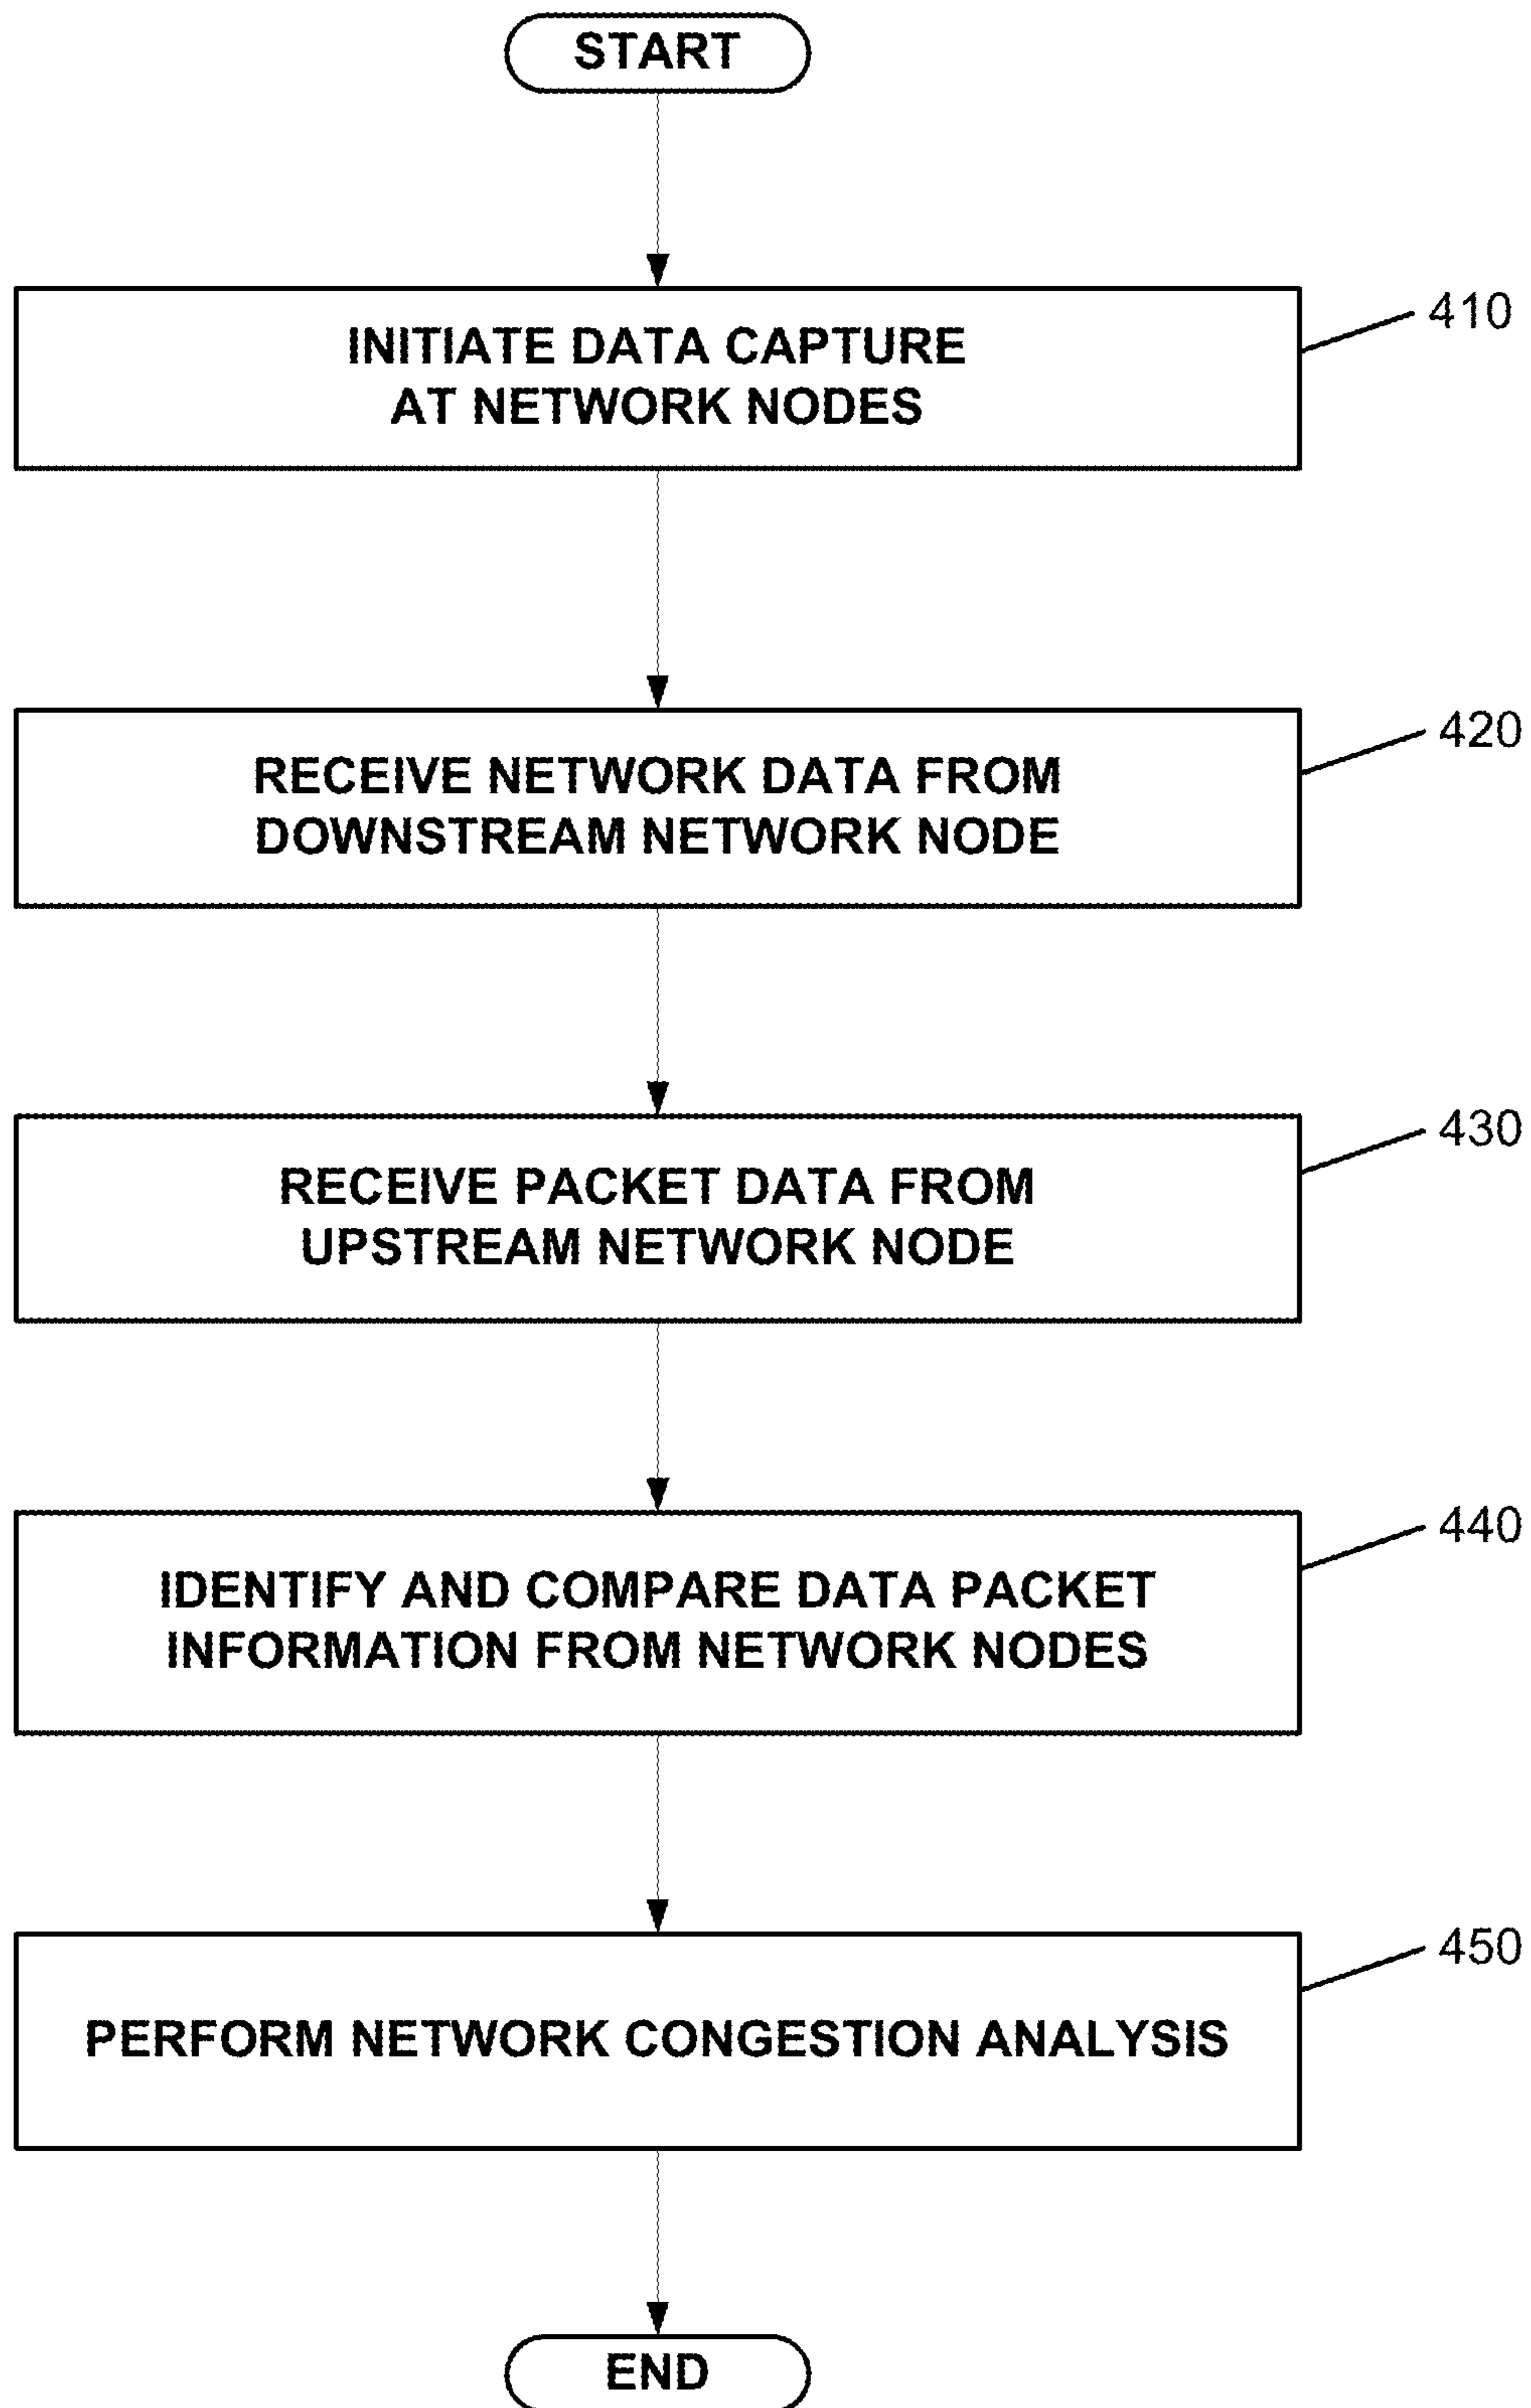 START
INITIATE DATA CAPTURE
AT NETWORK NODES
410
RECEIVE NETWORK DATA FROM
DOWNSTREAM NETWORK NODE
420
RECEIVE PACKET DATA FROM
UPSTREAM NETWORK NODE
430
IDENTIFY AND COMPARE DATA PACKET
INFORMATION FROM NETWORK NODES
440
PERFORM NETWORK CONGESTION ANALYSIS
450
END